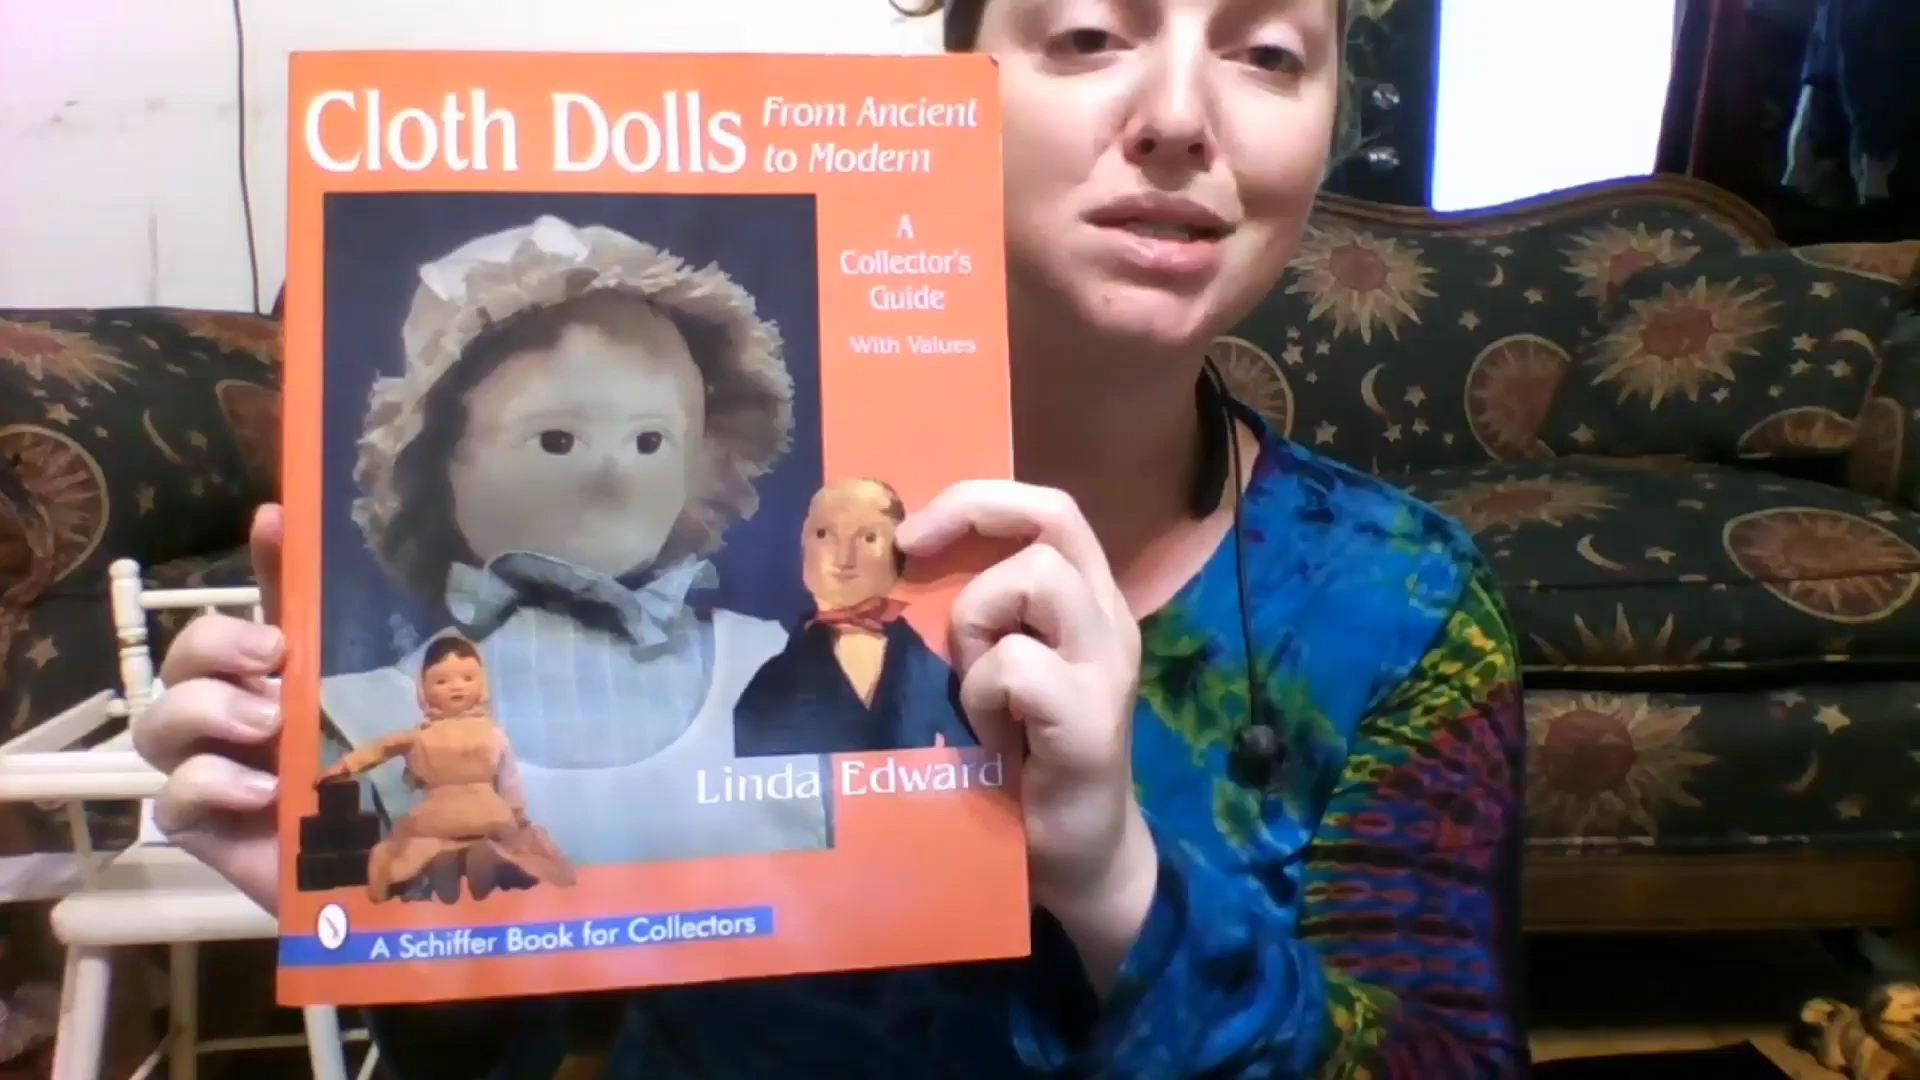 Cloth Dolls
From Ancient
to Modern
A
Collector's
Guide
With Values
Linda Edward
A Schiffer Book for Collectors